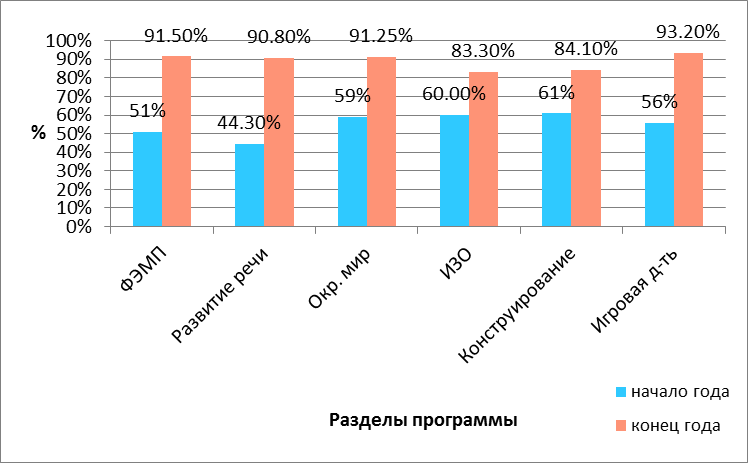 91.50% 90.80% 91.25% 83.30% 84.10% 93.20%
51% 44.30% 59% 60.00% 61% 56%
100%
90%
80%
70%
60%
50%
40%
30%
20%
10%
0%
%
ФЭМП
Развитие речи
Окр. мир
ИЗО
Конструирование
Игровая д-ть
Разделы программы
начало года
конец года